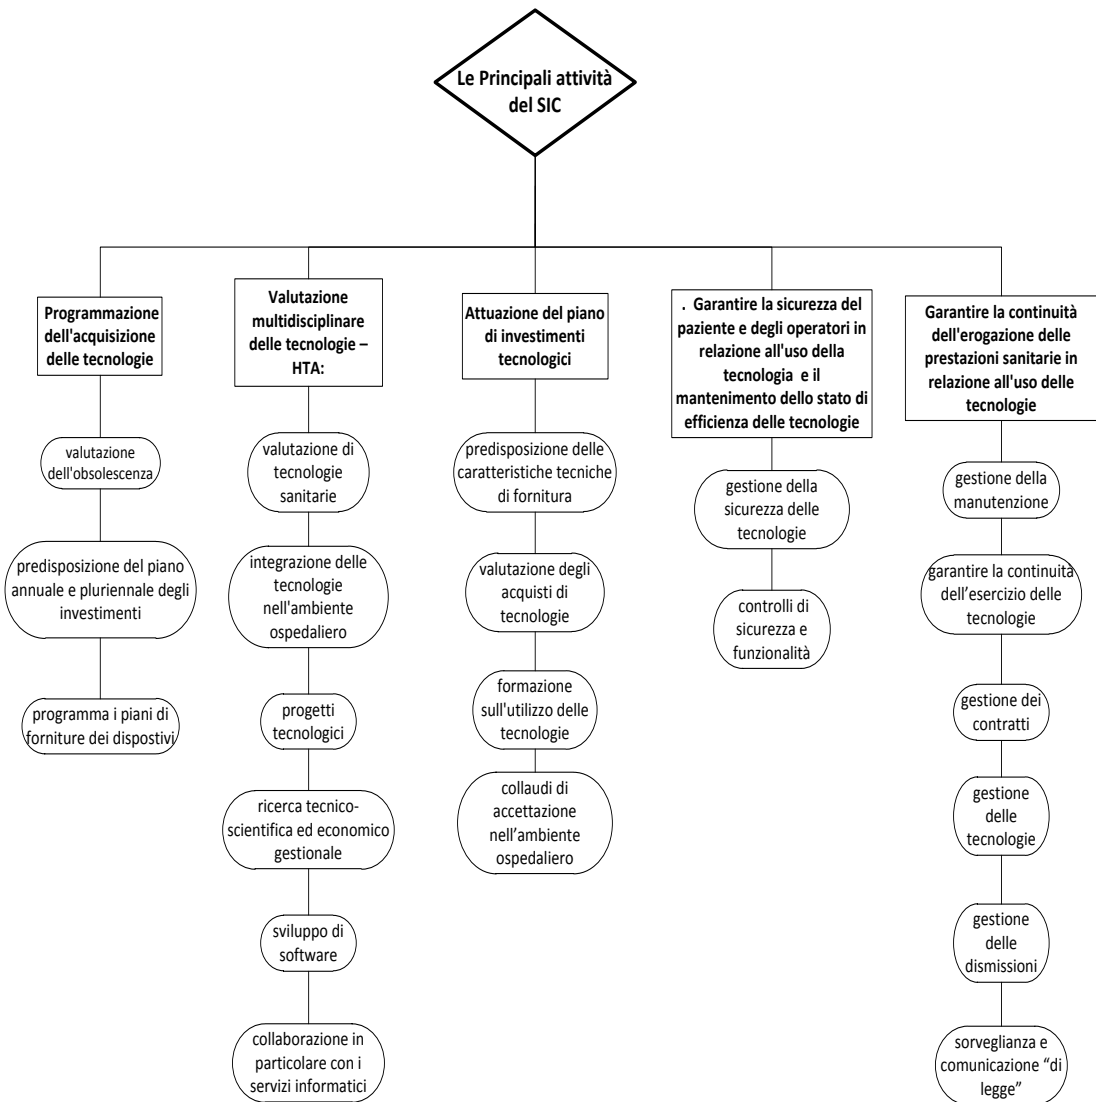 Le Principali attività
del SIC
Programmazione
dell'acquisizione
delle tecnologie
valutazione
dell'obsolescenza
predisposizione del piano
annuale e pluriennale degli
investimenti
programma i piani di
forniture dei dispostivi
Valutazione
multidisciplinare
delle tecnologie –
HTA:
valutazione di
tecnologie
sanitarie
integrazione delle
tecnologie
nell'ambiente
ospedaliero
progetti
tecnologici
ricerca tecnico-
scientifica ed economico
gestionale
sviluppo di
software
collaborazione in
particolare con i
servizi informatici
Attuazione del piano
di investimenti
tecnologici
predisposizione delle
caratteristiche tecniche
di fornitura
valutazione degli
acquisti di
tecnologie
formazione
sull'utilizzo delle
tecnologie
collaudi di
accettazione
nell’ambiente
ospedaliero
. Garantire la sicurezza del
paziente e degli operatori in
relazione all'uso della
tecnologia e il
mantenimento dello stato di
efficienza delle tecnologie
gestione della
sicurezza delle
tecnologie
controlli di
sicurezza e
funzionalità
Garantire la continuità
dell'erogazione delle
prestazioni sanitarie in
relazione all'uso delle
tecnologie
gestione della
manutenzione
garantire la continuità
dell’esercizio delle
tecnologie
gestione dei
contratti
gestione
delle
tecnologie
gestione
delle
dismissioni
sorveglianza e
comunicazione “di
legge”